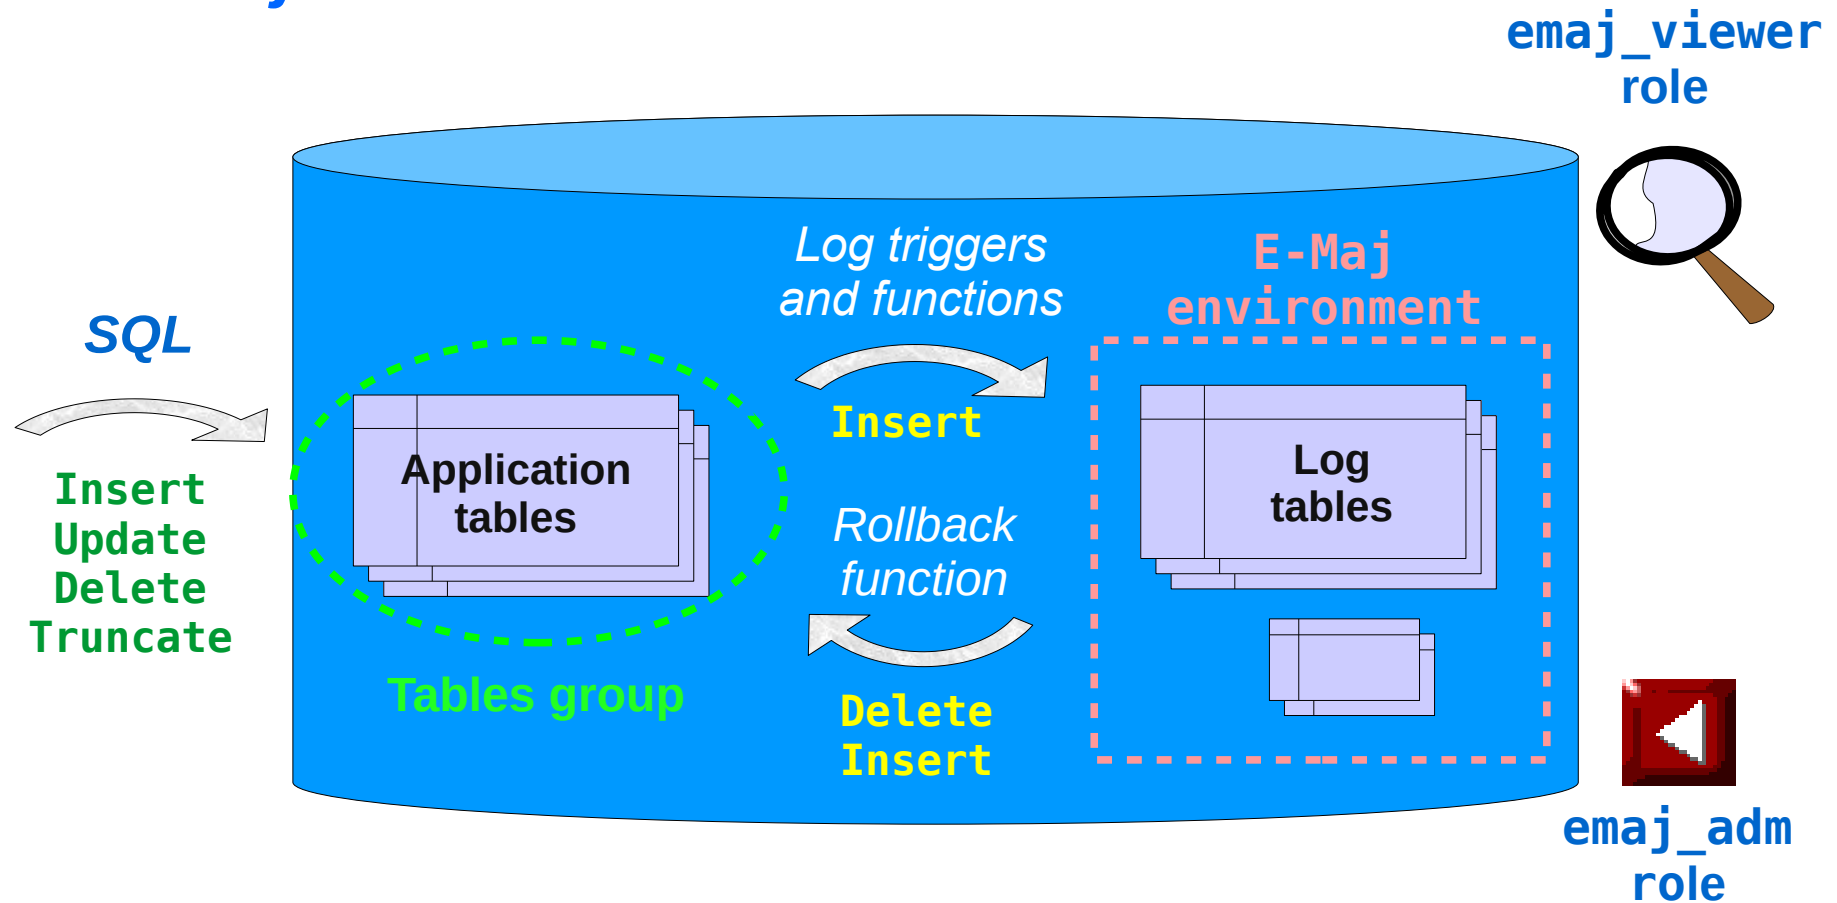 emaj_viewer
role
Log triggers
and functions
E-Maj
environment
SQL
Insert
Application
tables
Log
tables
Insert
Update
Delete
Truncate
Rollback
function
Tables group
Delete
Insert
emaj_adm
role